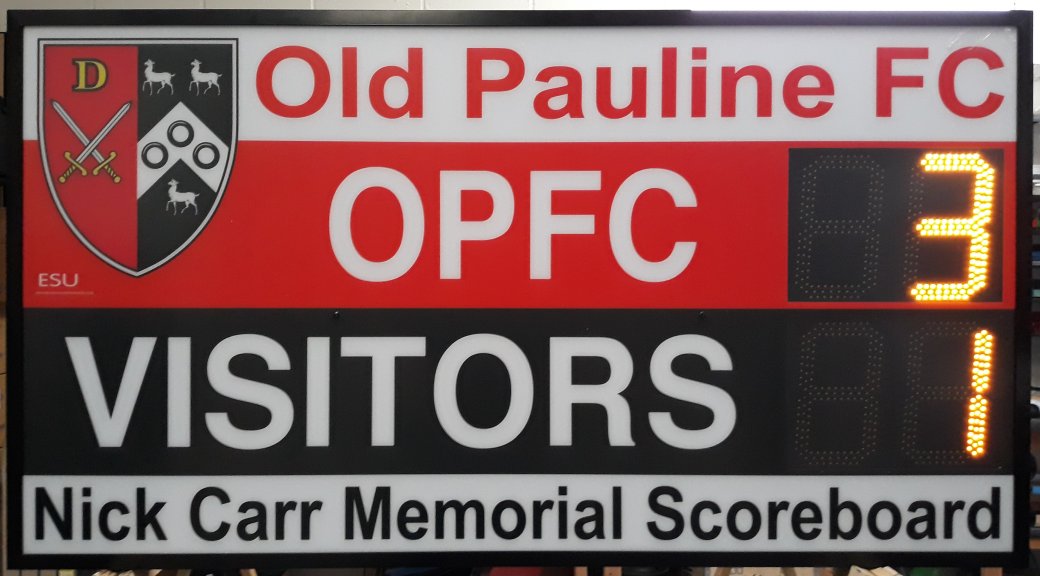 D
Old Pauline FC
OPFC 3
ESU
VISITORS 1
Nick Carr Memorial Scoreboard